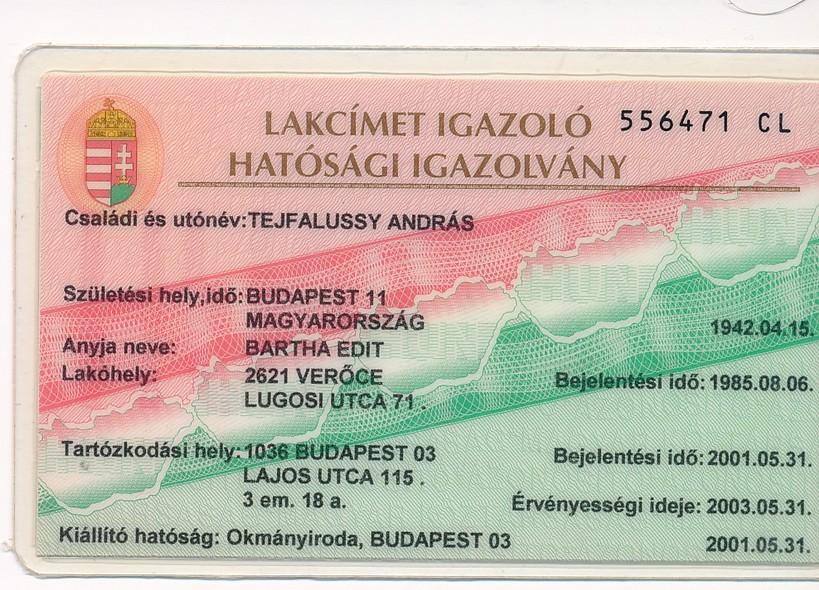 LAKCÍMET IGAZOLÓ
HATÓSÁGI IGAZOLVÁNY
556471 CL
Családi és utónév: TEJFALUSSY ANDRÁS
Születési hely,idő: BUDAPEST 11
MAGYARORSZÁG
1942.04.15.
Anyja neve: BARTHA EDIT
Lakóhely: 2621 VERŐCE Bejelentési idő: 1985.08.06.
LUGOSI UTCA 71 .
Tartózkodási hely: 1036 BUDAPEST 03 Bejelentési idő: 2001.05.31.
LAJOS UTCA 115 .
3 em. 18 a. Érvényességi ideje: 2003.05.31.
Kiállító hatóság: Okmányiroda, BUDAPEST 03 2001.05.31.